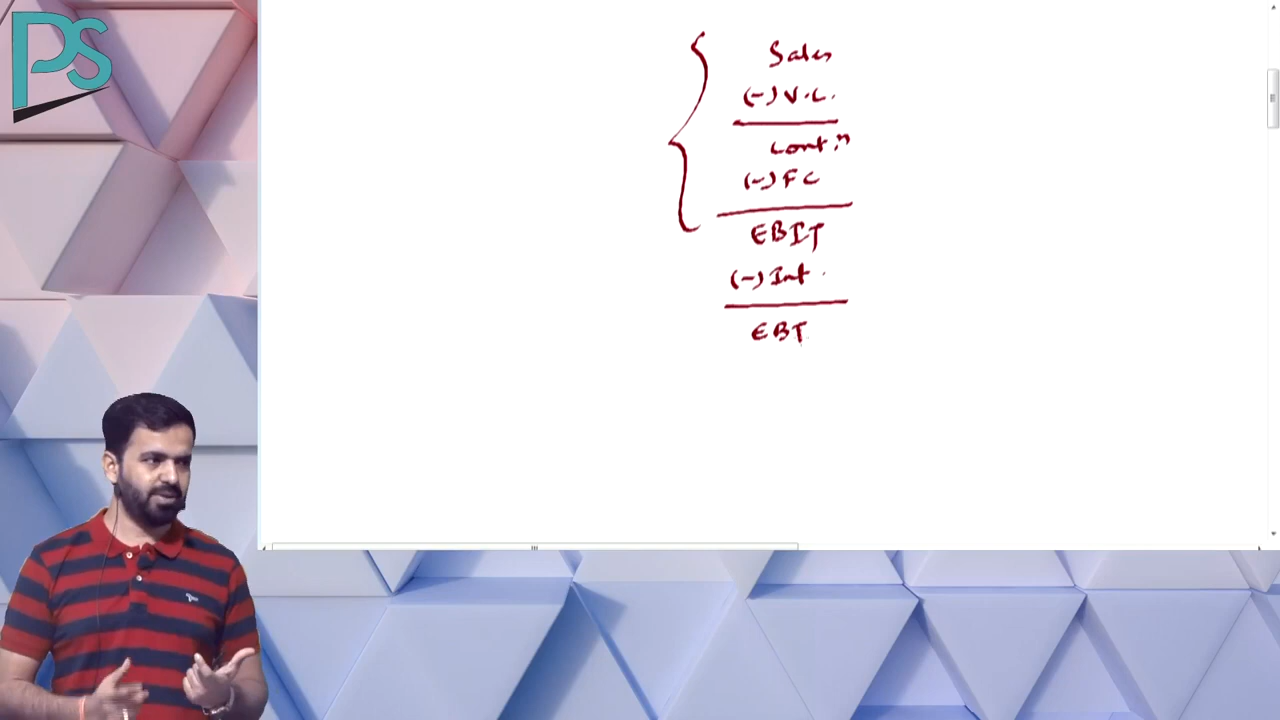 PS
Sales
(-) V.C.
Contⁿ
(-) FC
EBIT
(-) Int.
EBT